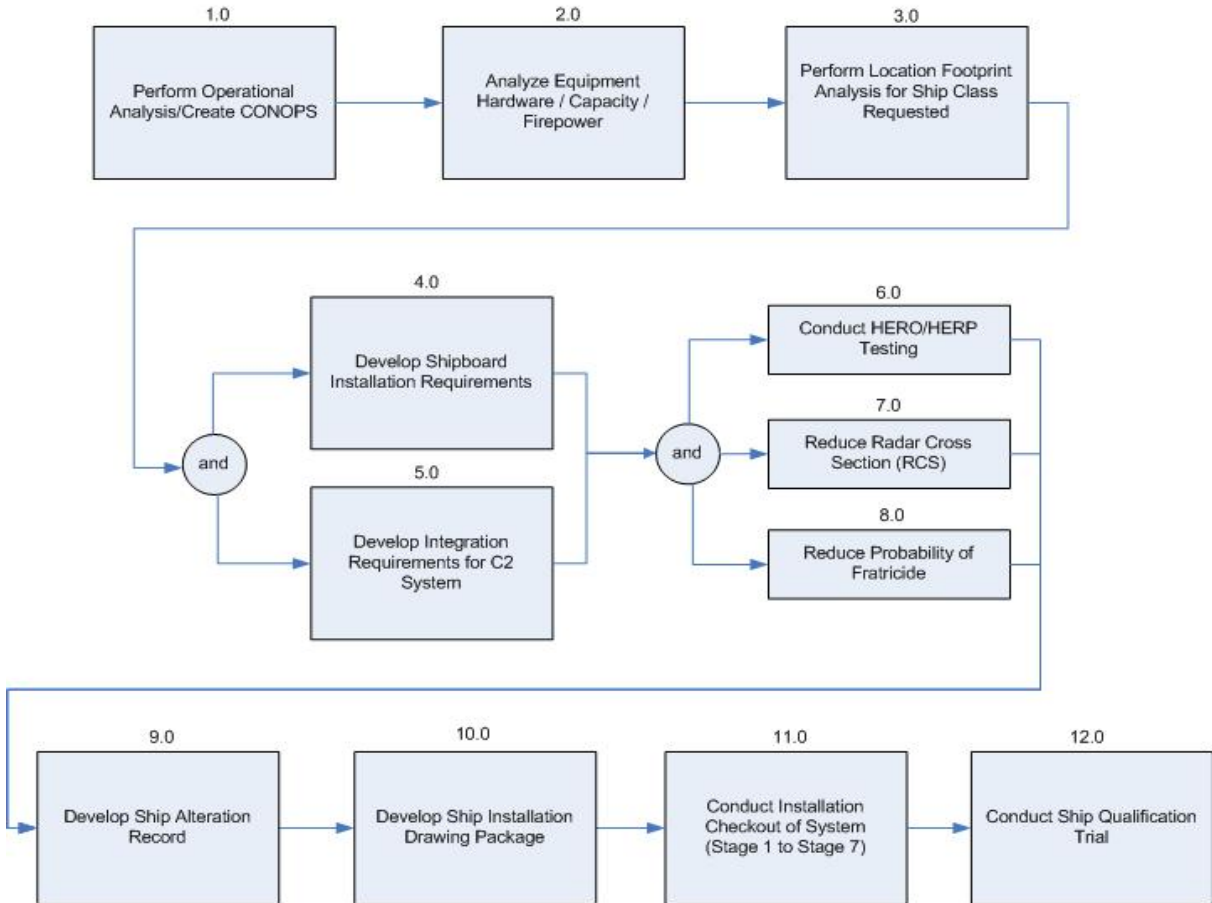 1.0
Perform Operational
Analysis/Create CONOPS
2.0
Analyze Equipment
Hardware / Capacity /
Firepower
3.0
Perform Location Footprint
Analysis for Ship Class
Requested
and
4.0
Develop Shipboard
Installation Requirements
5.0
Develop Integration
Requirements for C2
System
and
6.0
Conduct HERO/HERP
Testing
7.0
Reduce Radar Cross
Section (RCS)
8.0
Reduce Probability of
Fratricide
9.0
Develop Ship Alteration
Record
10.0
Develop Ship Installation
Drawing Package
11.0
Conduct Installation
Checkout of System
(Stage 1 to Stage 7)
12.0
Conduct Ship Qualification
Trial